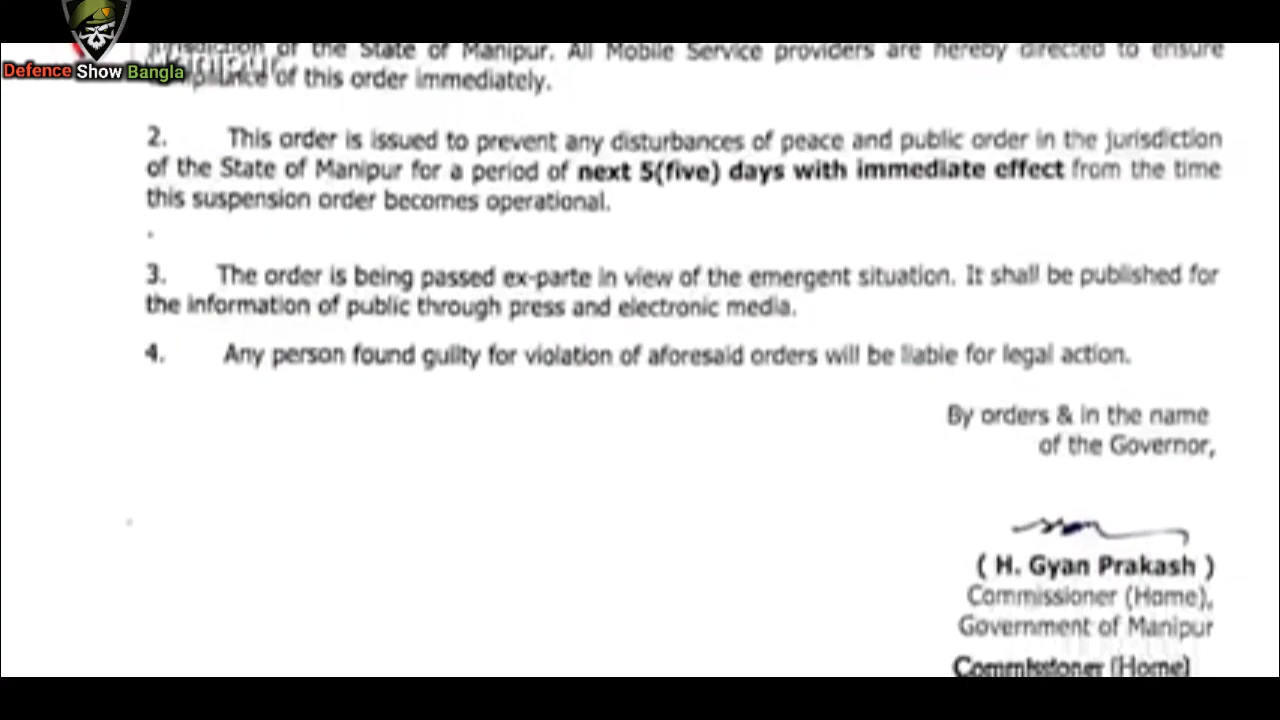 jurisdiction of the State of Manipur. All Mobile Service providers are hereby directed to ensure
Defence Show Bangla
of this order immediately.
2. This order is issued to prevent any disturbances of peace and public order in the jurisdiction
of the State of Manipur for a period of next 5(five) days with immediate effect from the time
this suspension order becomes operational.
3. The order is being passed ex-parte in view of the emergent situation. It shall be published for
the information of public through press and electronic media.
4. Any person found guilty for violation of aforesaid orders will be liable for legal action.
By orders & in the name
of the Governor,
( H. Gyan Prakash )
Commissioner (Home),
Government of Manipur
Commissioner (Home)